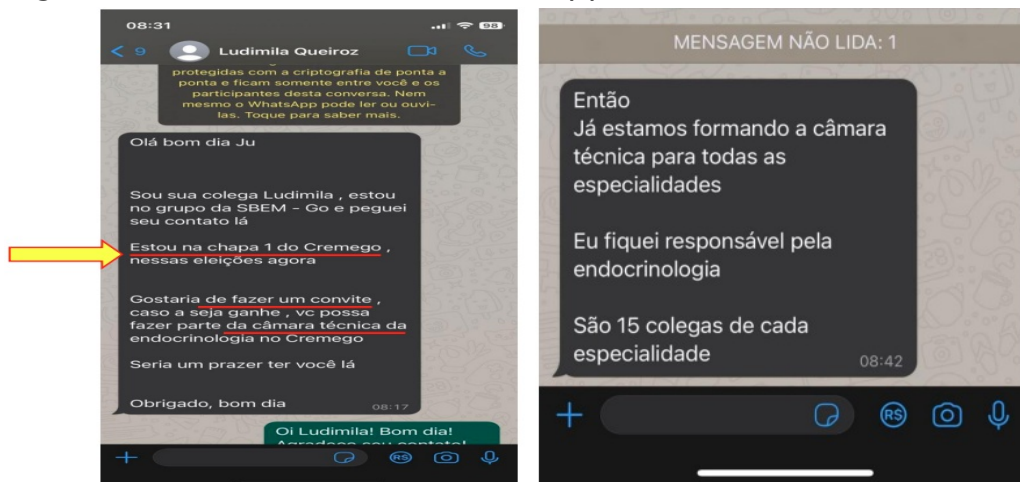 08:31
98
9
Ludimila Queiroz
protegidas com a criptografia de ponta a
ponta e ficam somente entre você e os
participantes desta conversa. Nem
mesmo o WhatsApp pode ler ou ouvi-
las. Toque para saber mais.
Olá bom dia Ju
Sou sua colega Ludimila , estou
no grupo da SBEM – Go e peguei
seu contato lá
Estou na chapa 1 do Cremego ,
nessas eleições agora
Gostaria de fazer um convite ,
caso a seja ganhe , vc possa
fazer parte da câmara técnica da
endocrinologia no Cremego
Seria um prazer ter você lá
Obrigado, bom dia
08:17
Oi Ludimila! Bom dia!
Agradeço seu contato!
R$
MENSAGEM NÃO LIDA: 1
Então
Já estamos formando a câmara
técnica para todas as
especialidades
Eu fiquei responsável pela
endocrinologia
São 15 colegas de cada
especialidade
08:42
R$